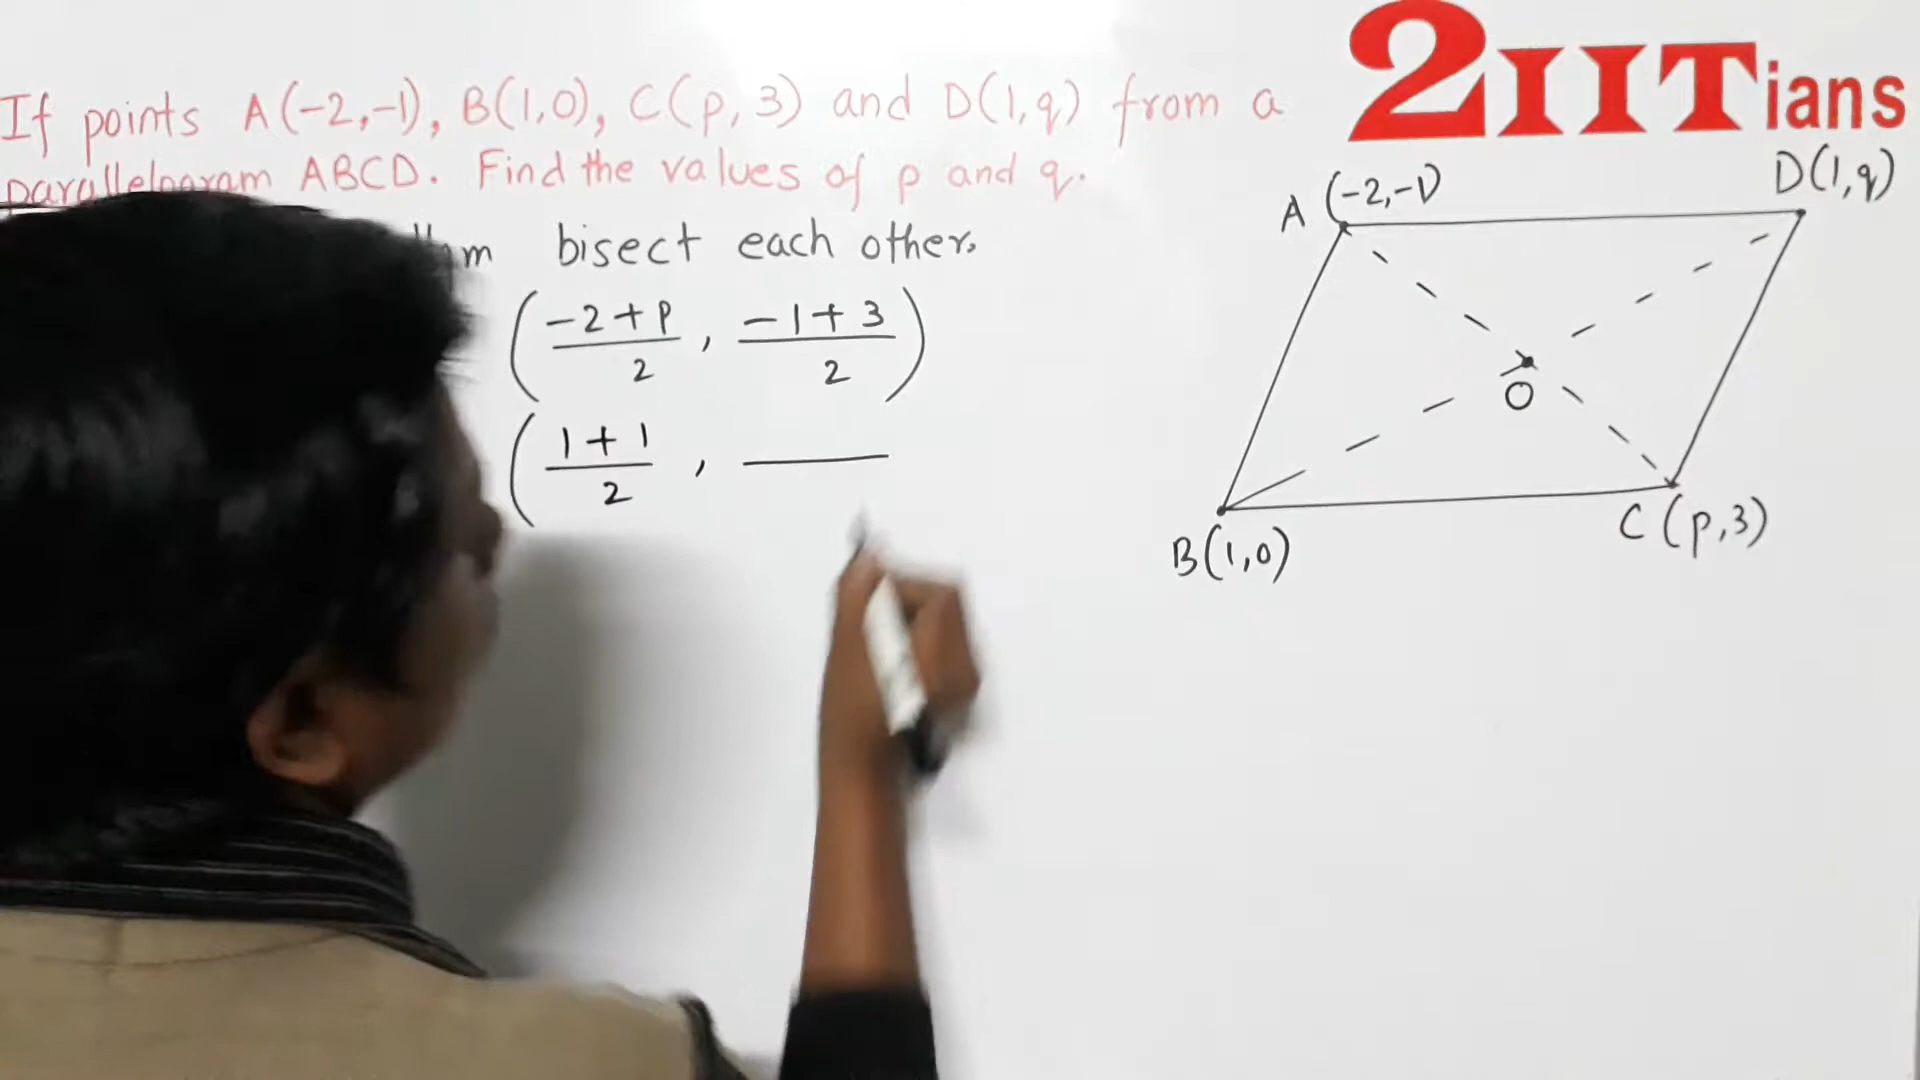 If points A(-2,-1), B(1,0), C(p,3) and D(1,q) from a
parallelogram ABCD. Find the values of p and q.
bisect each other.
(-2+p/2, -1+3/2)
(1+1/2,
2IITians
A (-2,-1)
D(1,q)
O
B(1,0)
C(p,3)